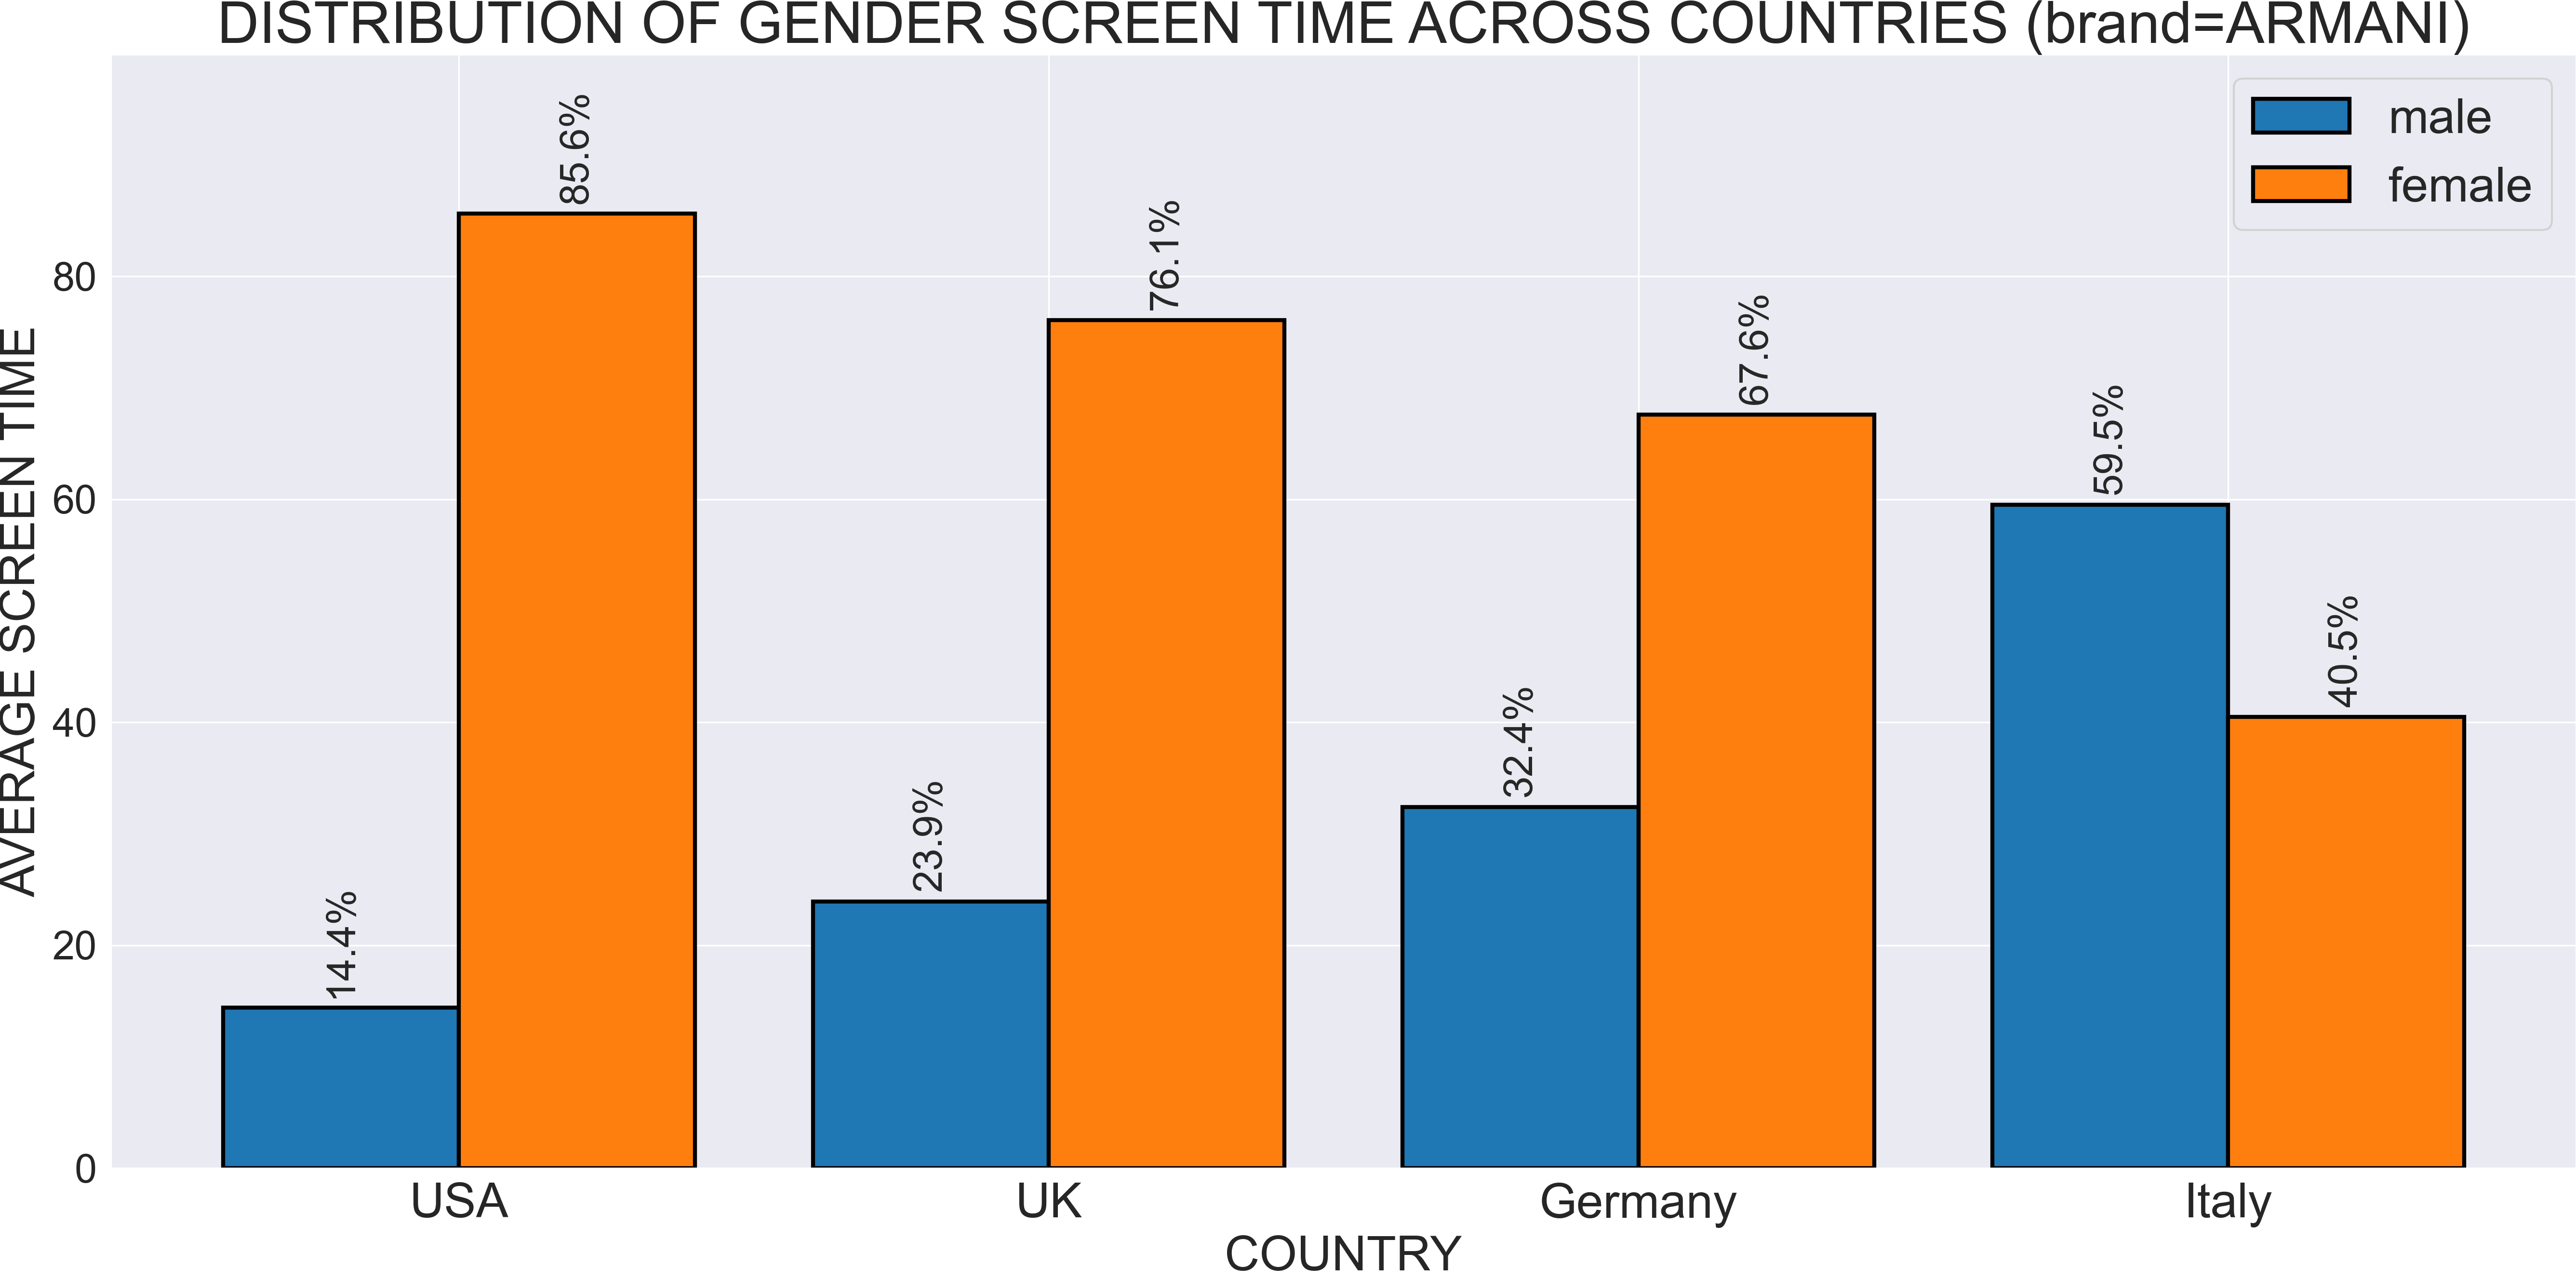 DISTRIBUTION OF GENDER SCREEN TIME ACROSS COUNTRIES (brand=ARMANI)
male
female
AVERAGE SCREEN TIME
80
60
40
20
0
14.4%
85.6%
23.9%
76.1%
32.4%
67.6%
59.5%
40.5%
USA
UK
Germany
Italy
COUNTRY